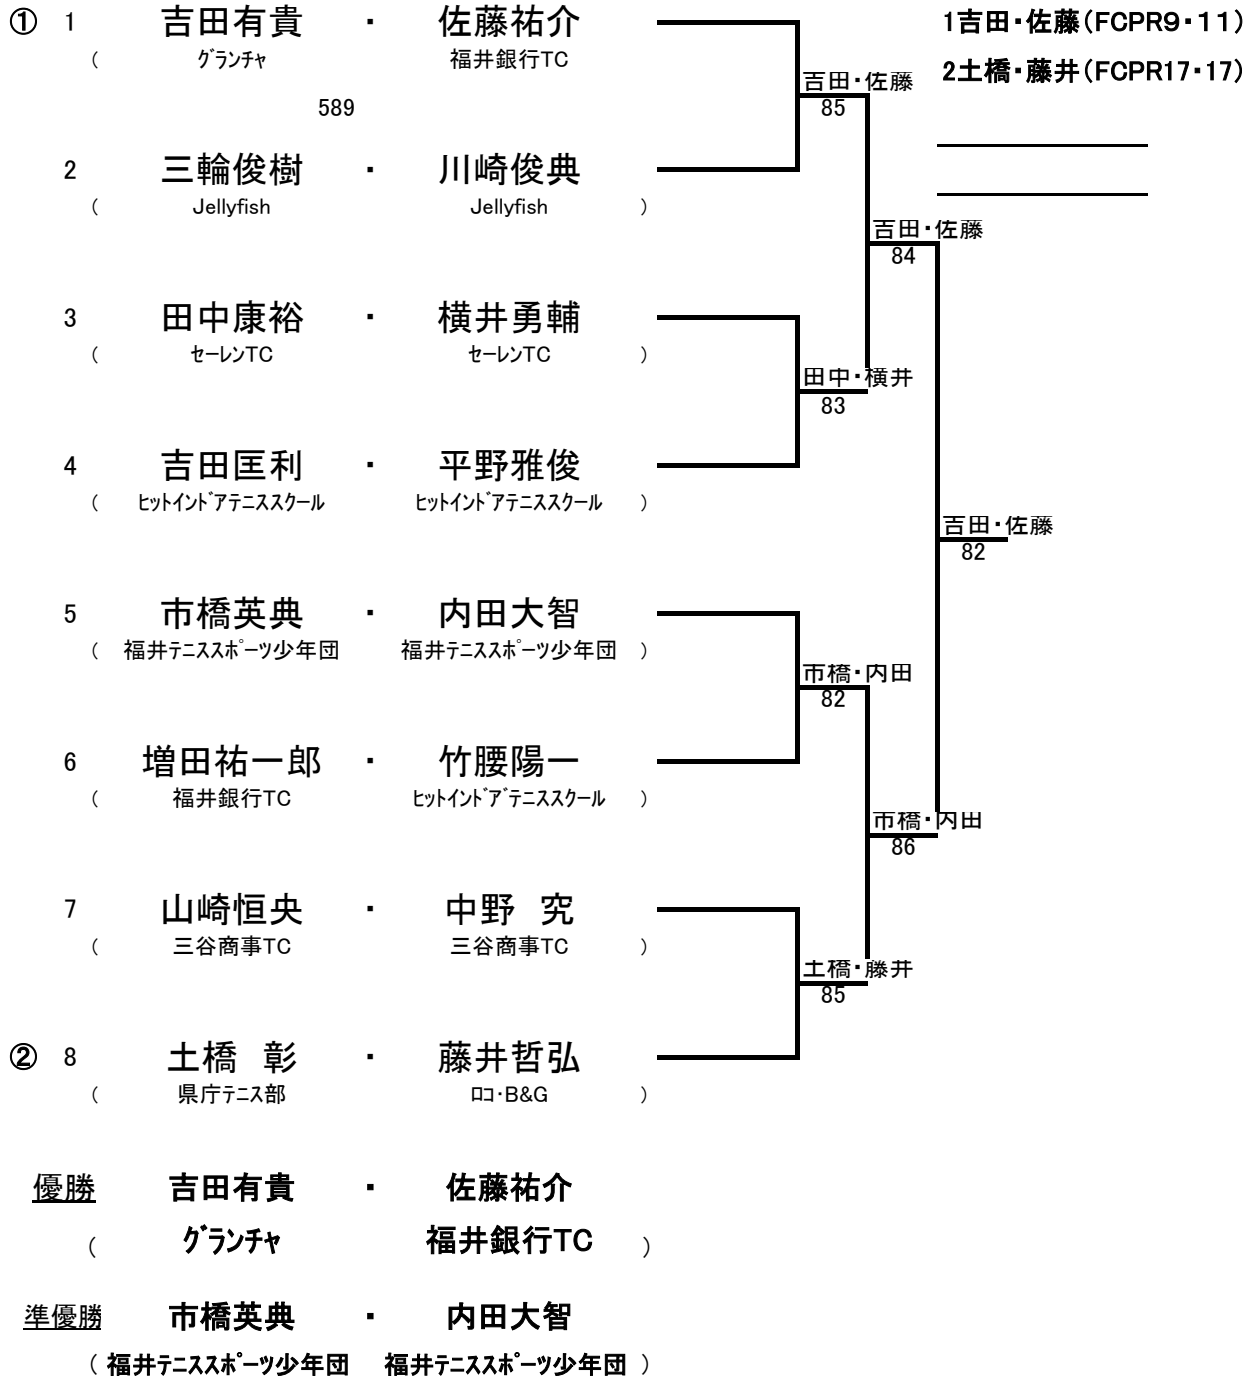 ① 1 吉田有貴 ・ 佐藤祐介
( グランチャ 福井銀行TC
1吉田・佐藤(FCPR9・11)
2土橋・藤井(FCPR17・17)
589
吉田・佐藤
85
2 三輪俊樹 ・ 川崎俊典
( Jellyfish Jellyfish )
吉田・佐藤
84
3 田中康裕 ・ 横井勇輔
( セーレンTC セーレンTC )
田中・横井
83
4 吉田匡利 ・ 平野雅俊
( ヒットインドアテニススクール ヒットインドアテニススクール )
吉田・佐藤
82
5 市橋英典 ・ 内田大智
( 福井テニススポーツ少年団 福井テニススポーツ少年団 )
市橋・内田
82
6 増田祐一郎 ・ 竹腰陽一
( 福井銀行TC ヒットインドアテニススクール )
市橋・内田
86
7 山崎恒央 ・ 中野 究
( 三谷商事TC 三谷商事TC )
土橋・藤井
85
② 8 土橋 彰 ・ 藤井哲弘
( 県庁テニス部 ロコ・B&G )
優勝 吉田有貴 ・ 佐藤祐介
( グランチャ 福井銀行TC )
準優勝 市橋英典 ・ 内田大智
( 福井テニススポーツ少年団 福井テニススポーツ少年団 )